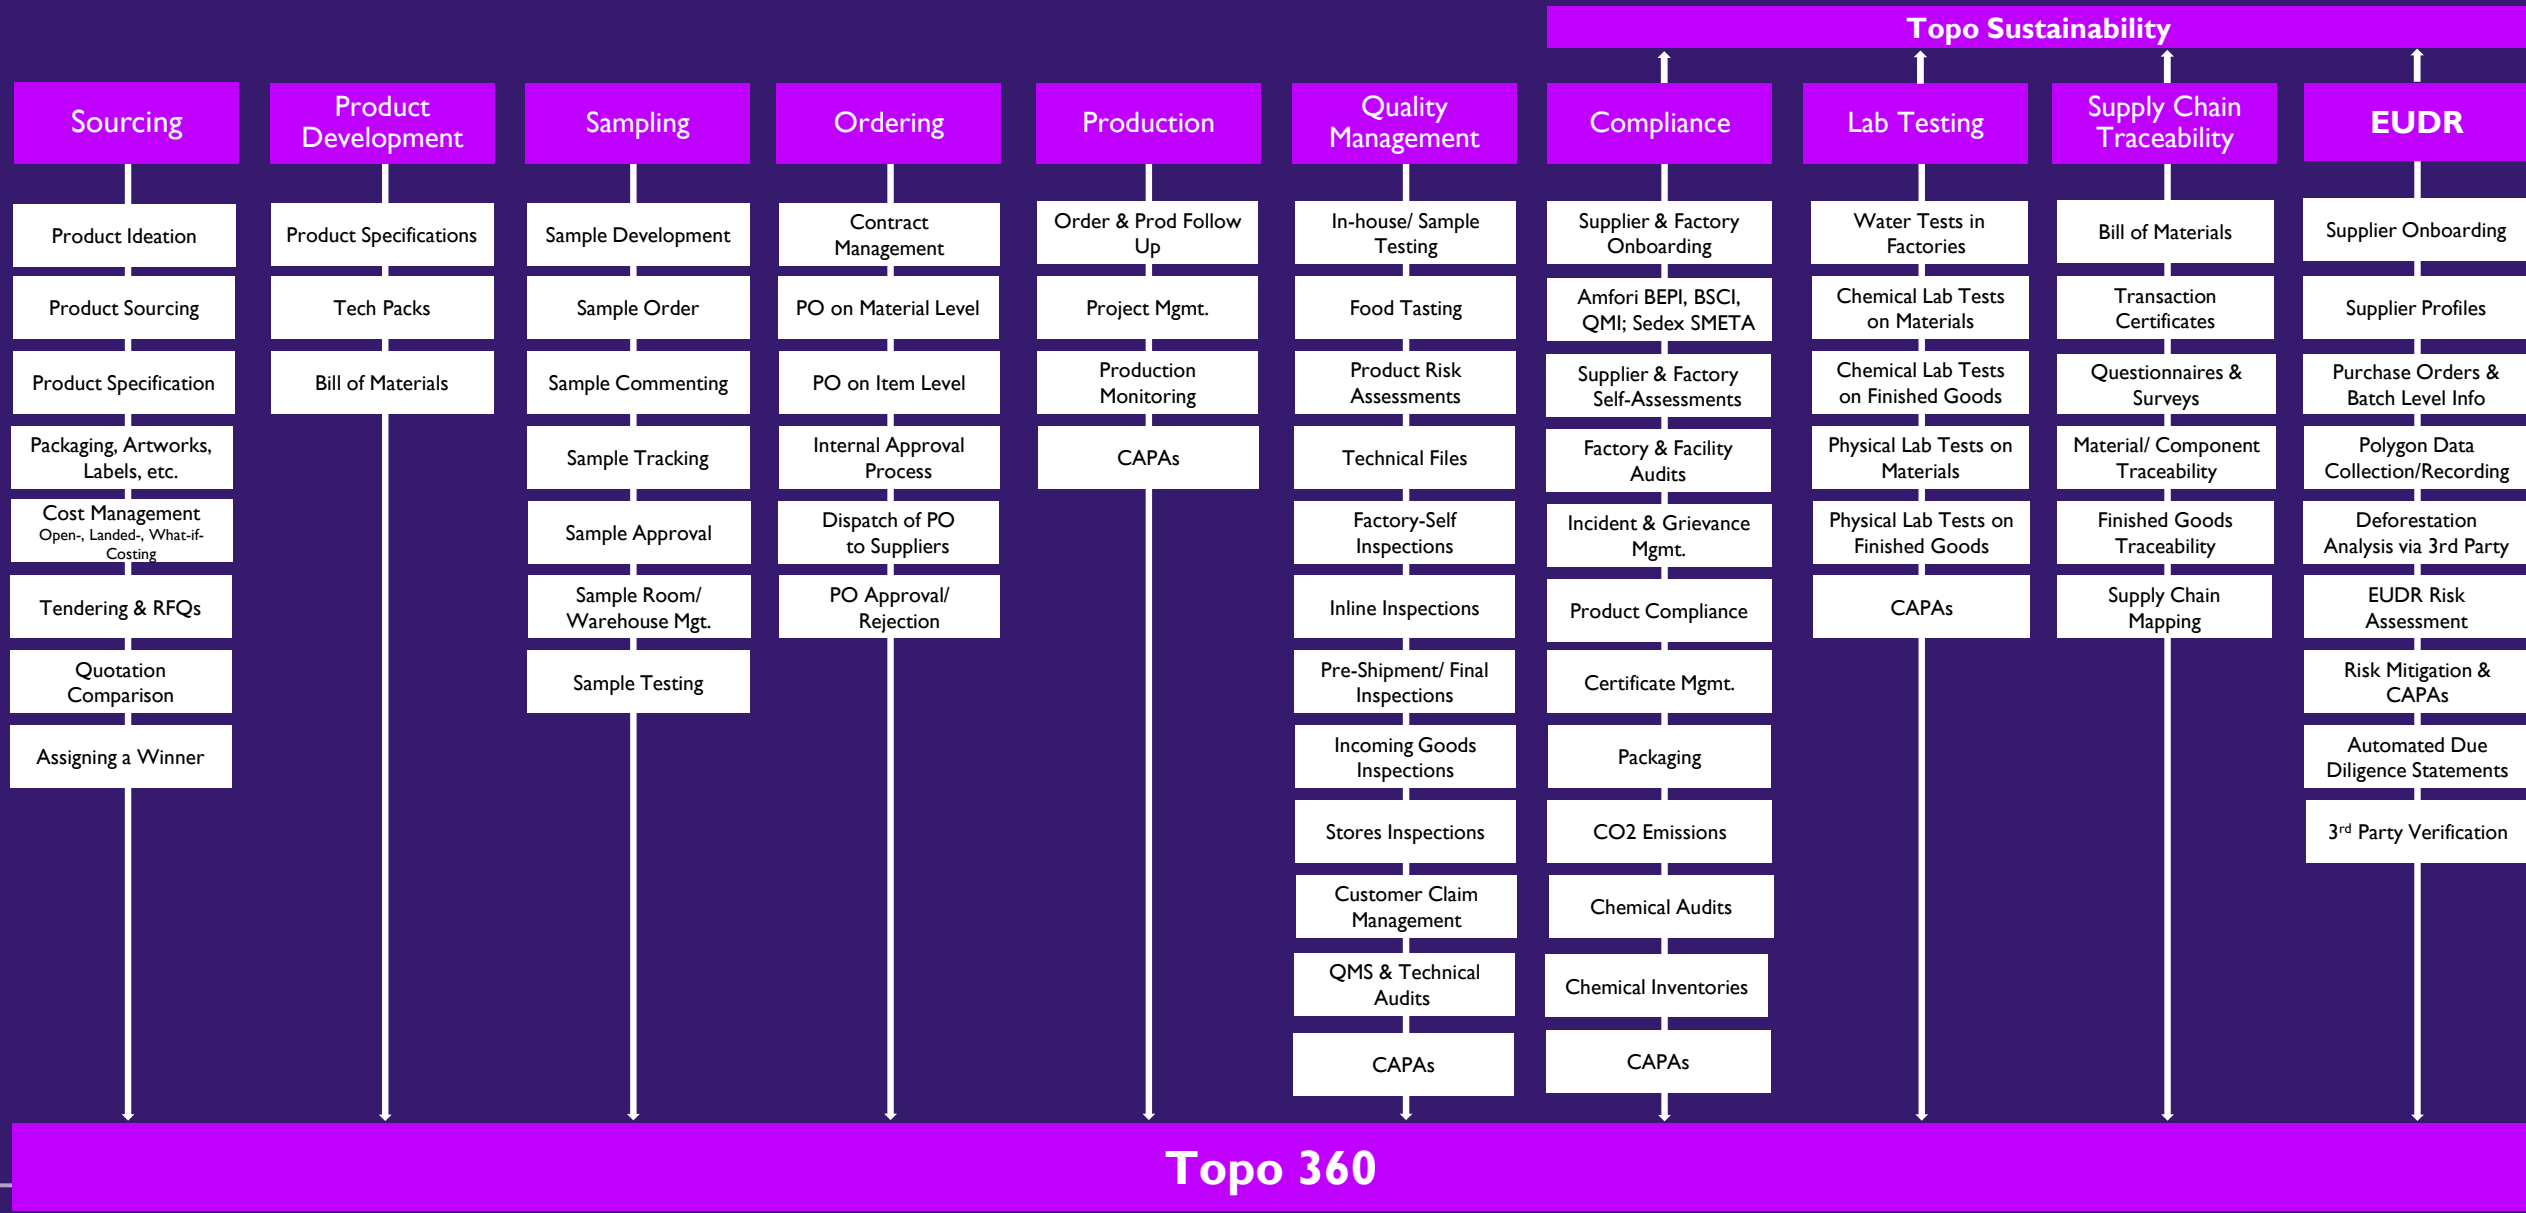 Topo Sustainability
Sourcing
Product Ideation
Product Sourcing
Product Specification
Packaging, Artworks,
Labels, etc.
Cost Management
Open-, Landed-, What-if-
Costing
Tendering & RFQs
Quotation
Comparison
Assigning a Winner
Product
Development
Product Specifications
Tech Packs
Bill of Materials
Sampling
Sample Development
Sample Order
Sample Commenting
Sample Tracking
Sample Approval
Sample Room/
Warehouse Mgt.
Sample Testing
Ordering
Contract
Management
PO on Material Level
PO on Item Level
Internal Approval
Process
Dispatch of PO
to Suppliers
PO Approval/
Rejection
Production
Order & Prod Follow
Up
Project Mgmt.
Production
Monitoring
CAPAs
Quality
Management
In-house/ Sample
Testing
Food Tasting
Product Risk
Assessments
Technical Files
Factory-Self
Inspections
Inline Inspections
Pre-Shipment/ Final
Inspections
Incoming Goods
Inspections
Stores Inspections
Customer Claim
Management
QMS & Technical
Audits
CAPAs
Compliance
Supplier & Factory
Onboarding
Amfori BEPI, BSCI,
QMI; Sedex SMETA
Supplier & Factory
Self-Assessments
Factory & Facility
Audits
Incident & Grievance
Mgmt.
Product Compliance
Certificate Mgmt.
Packaging
CO2 Emissions
Chemical Audits
Chemical Inventories
CAPAs
Lab Testing
Water Tests in
Factories
Chemical Lab Tests
on Materials
Chemical Lab Tests
on Finished Goods
Physical Lab Tests on
Materials
Physical Lab Tests on
Finished Goods
CAPAs
Supply Chain
Traceability
Bill of Materials
Transaction
Certificates
Questionnaires &
Surveys
Material/ Component
Traceability
Finished Goods
Traceability
Supply Chain
Mapping
EUDR
Supplier Onboarding
Supplier Profiles
Purchase Orders &
Batch Level Info
Polygon Data
Collection/Recording
Deforestation
Analysis via 3rd Party
EUDR Risk
Assessment
Risk Mitigation &
CAPAs
Automated Due
Diligence Statements
3rd Party Verification
Topo 360